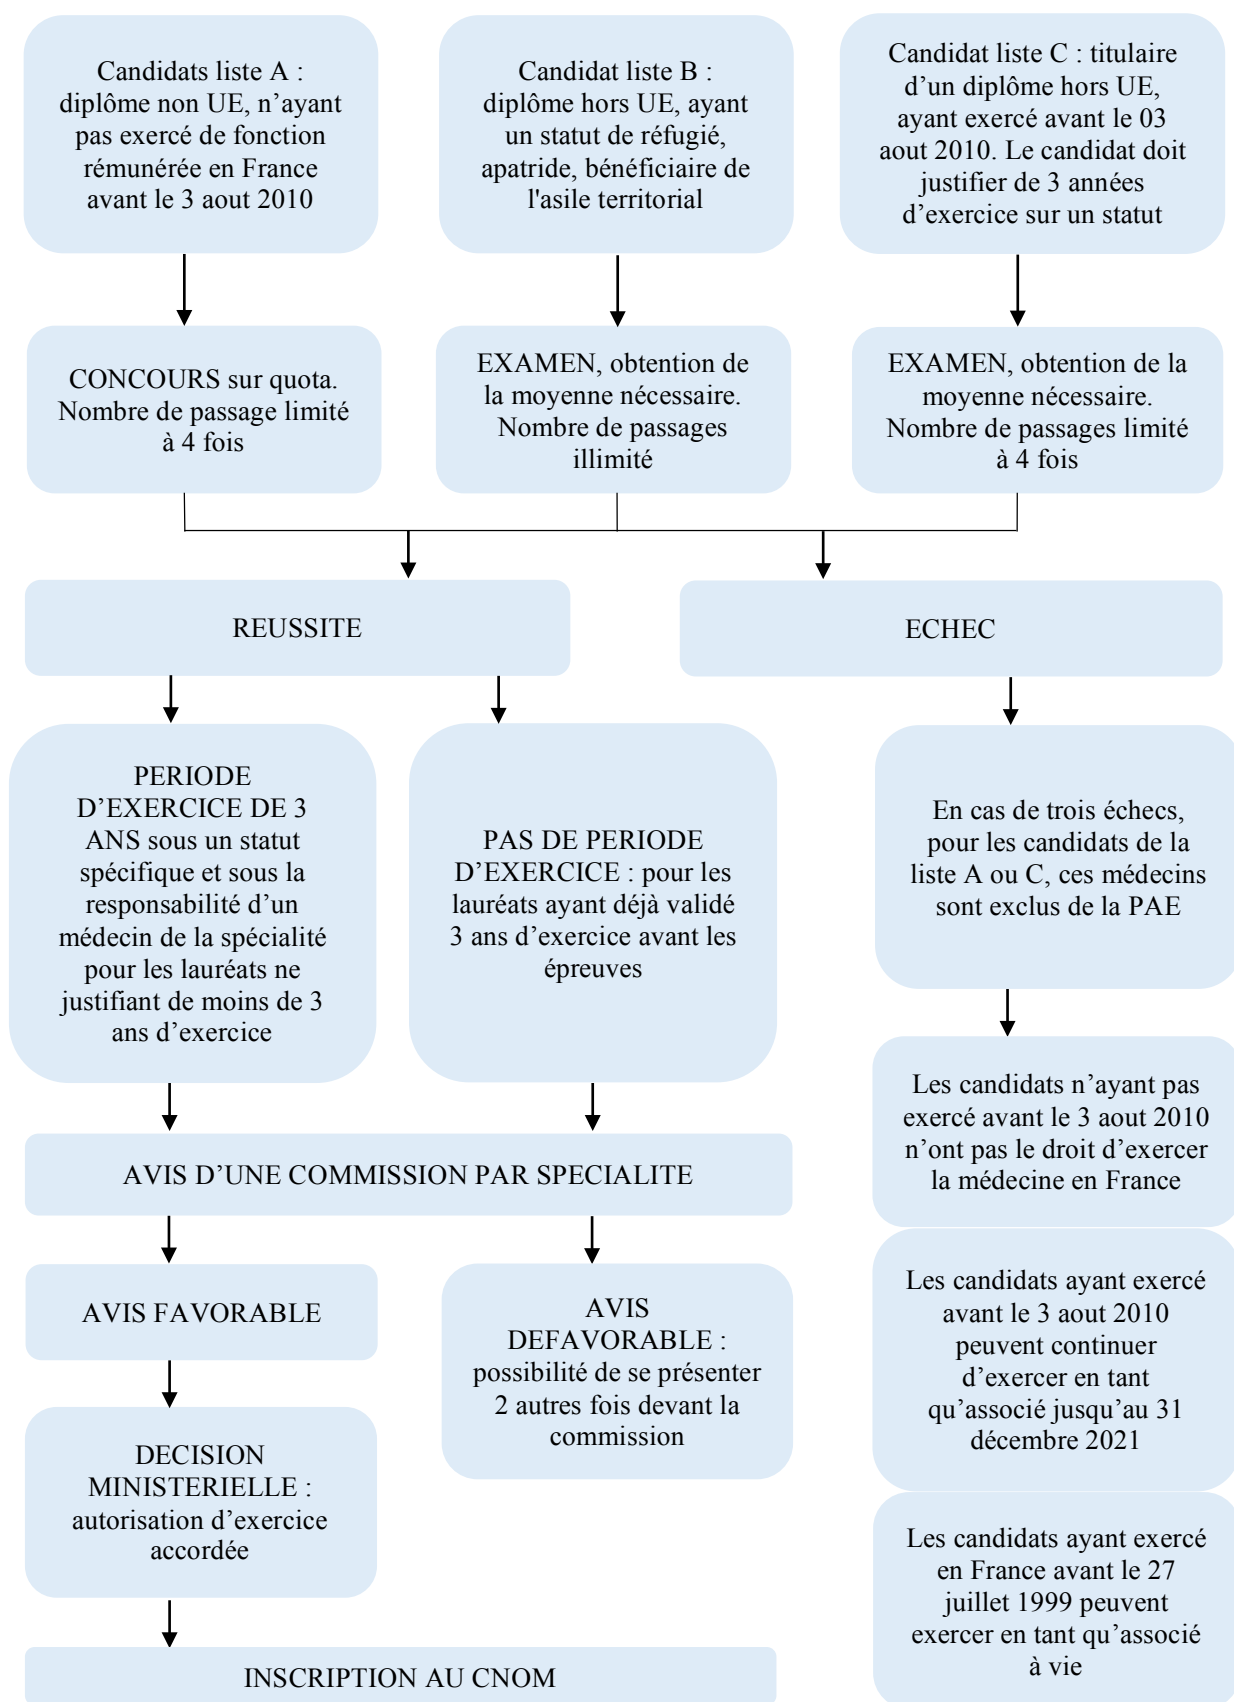 Candidats liste A :
diplôme non UE, n’ayant
pas exercé de fonction
rémunérée en France
avant le 3 aout 2010
Candidat liste B :
diplôme hors UE, ayant
un statut de réfugié,
apatride, bénéficiaire de
l'asile territorial
Candidat liste C : titulaire
d’un diplôme hors UE,
ayant exercé avant le 03
aout 2010. Le candidat doit
justifier de 3 années
d’exercice sur un statut
CONCOURS sur quota.
Nombre de passage limité
à 4 fois
EXAMEN, obtention de
la moyenne nécessaire.
Nombre de passages
illimité
EXAMEN, obtention de la
moyenne nécessaire.
Nombre de passages limité
à 4 fois
REUSSITE
ECHEC
PERIODE
D’EXERCICE DE 3
ANS sous un statut
spécifique et sous la
responsabilité d’un
médecin de la spécialité
pour les lauréats ne
justifiant de moins de 3
ans d’exercice
PAS DE PERIODE
D’EXERCICE : pour les
lauréats ayant déjà validé
3 ans d’exercice avant les
épreuves
En cas de trois échecs,
pour les candidats de la
liste A ou C, ces médecins
sont exclus de la PAE
Les candidats n’ayant pas
exercé avant le 3 aout 2010
n’ont pas le droit d’exercer
la médecine en France
AVIS D’UNE COMMISSION PAR SPECIALITE
AVIS FAVORABLE
AVIS
DEFAVORABLE :
possibilité de se présenter
2 autres fois devant la
commission
Les candidats ayant exercé
avant le 3 aout 2010
peuvent continuer
d’exercer en tant
qu’associé jusqu’au 31
décembre 2021
DECISION
MINISTERIELLE :
autorisation d’exercice
accordée
Les candidats ayant exercé
en France avant le 27
juillet 1999 peuvent
exercer en tant qu’associé
à vie
INSCRIPTION AU CNOM